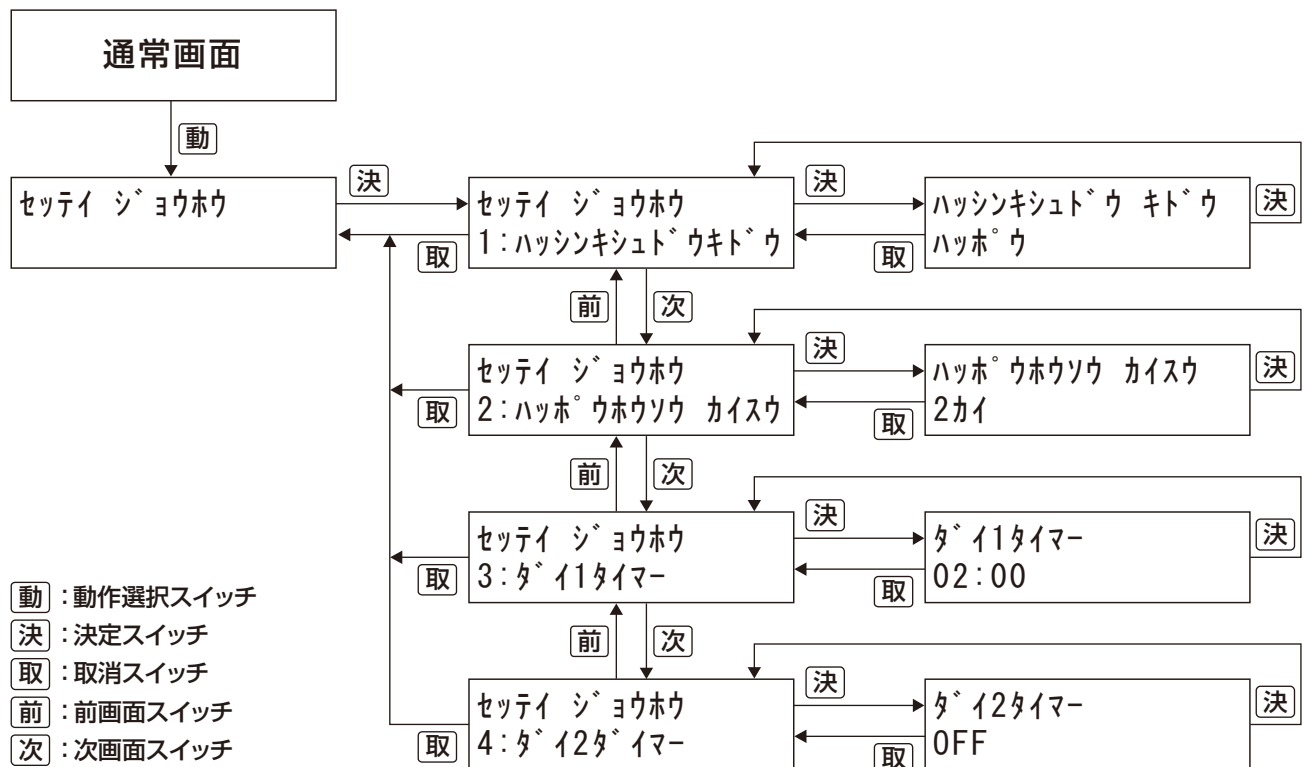 通常画面
動
セッテイ ジョウホウ
決
取
セッテイ ジョウホウ
1:ハッシンキシュドウキドウ
決
取
ハッシンキシュドウ キドウ
ハッポウ
決
前
次
取
セッテイ ジョウホウ
2:ハッポウホウソウ カイスウ
決
取
ハッポウホウソウ カイスウ
2カイ
決
前
次
取
セッテイ ジョウホウ
3:ダイ1タイマー
決
取
ダイ1タイマー
02:00
決
前
次
取
セッテイ ジョウホウ
4:ダイ2ダイマー
決
取
ダイ2タイマー
OFF
決
動:動作選択スイッチ
決:決定スイッチ
取:取消スイッチ
前:前画面スイッチ
次:次画面スイッチ